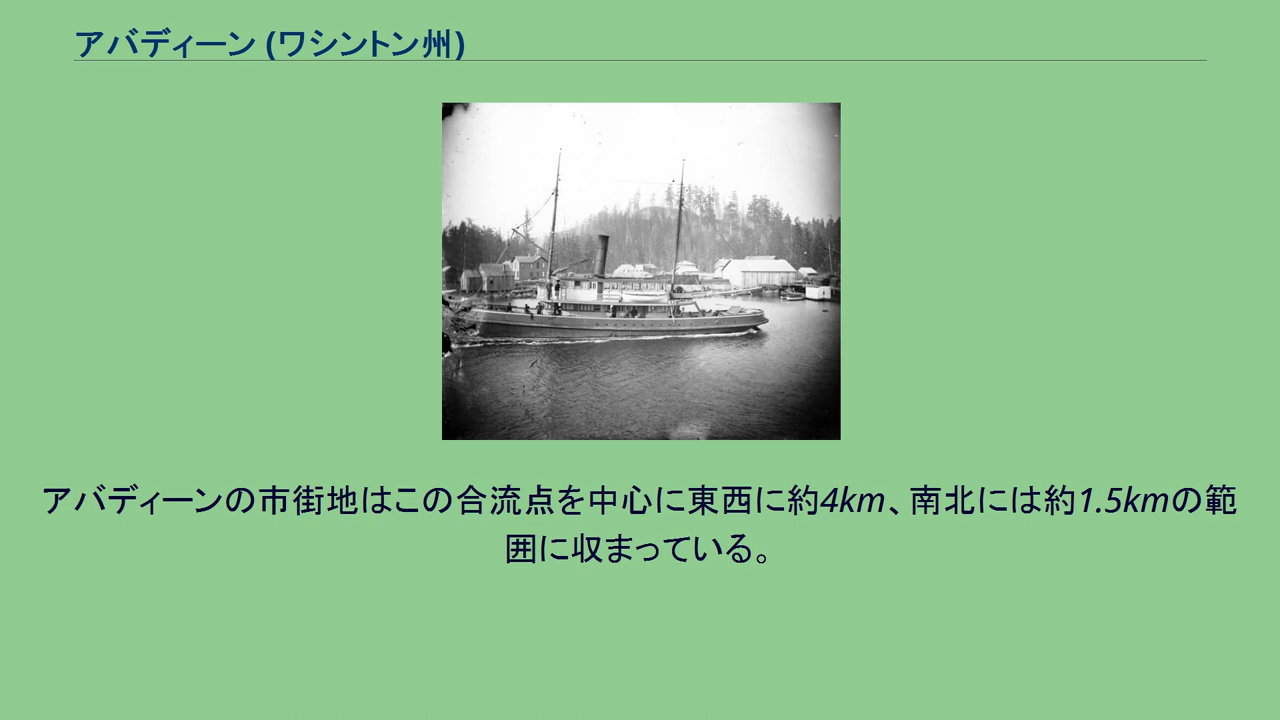 アバディーン (ワシントン州)
アバディーンの市街地はこの合流点を中心に東西に約4km、南北には約1.5kmの範
囲に収まっている。